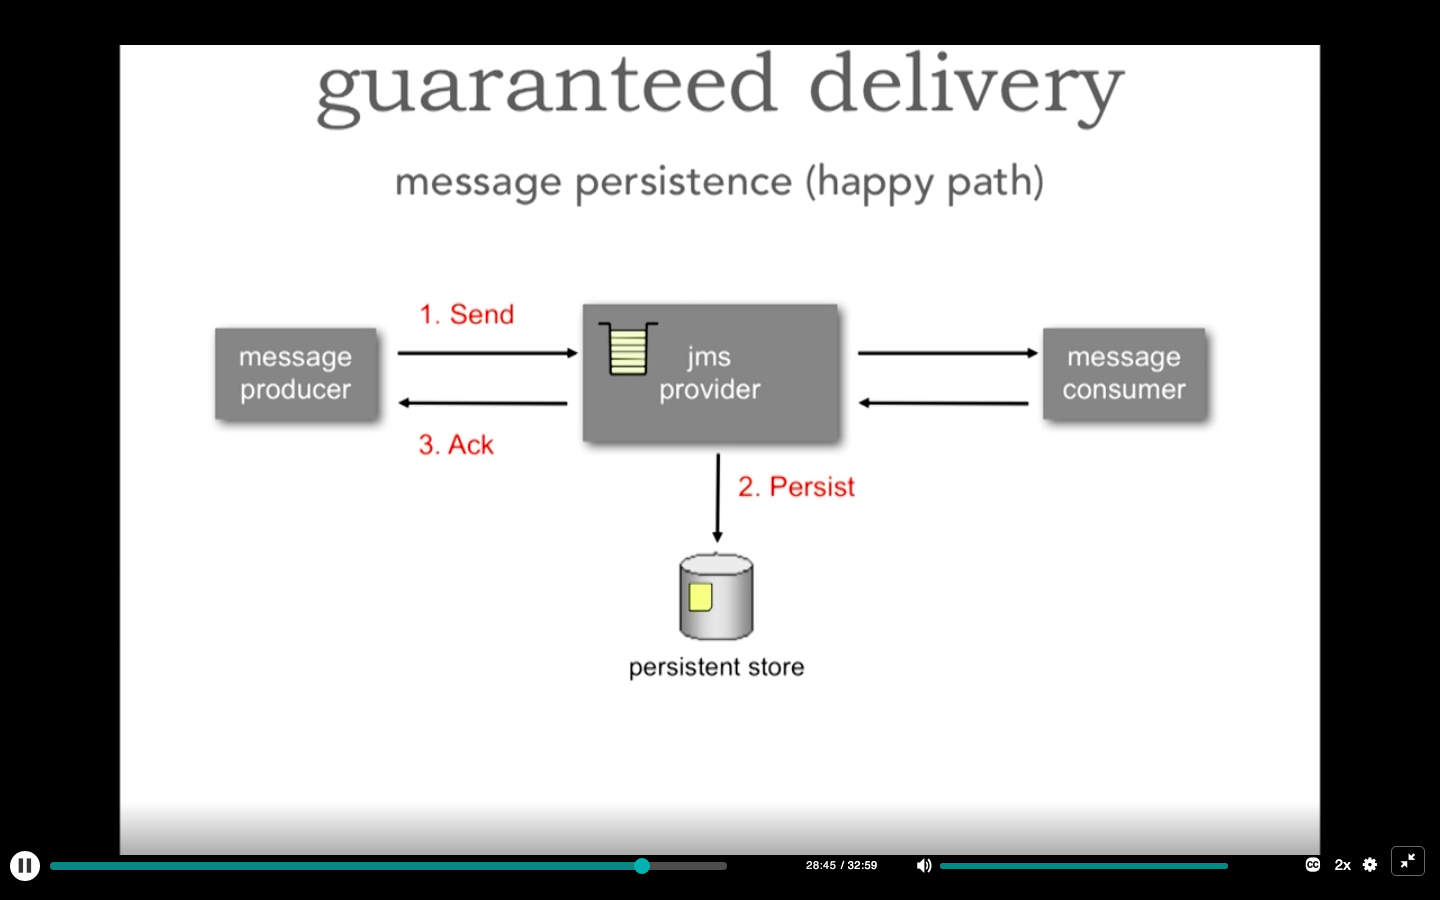 guaranteed delivery
message persistence (happy path)
1. Send
message
producer
jms
provider
message
consumer
3. Ack
2. Persist
persistent store
28:45 / 32:59
CC
2x